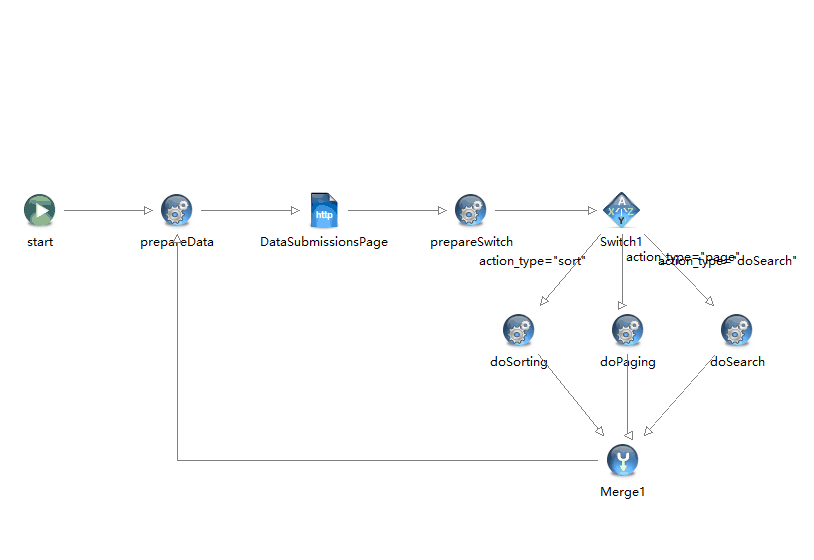 http
A
X Z
Y
start
prepareData
DataSubmissionsPage
prepareSwitch
Switch1
action_type="sort"
action_type="page"
action_type="doSearch"
doSorting
doPaging
doSearch
Merge1